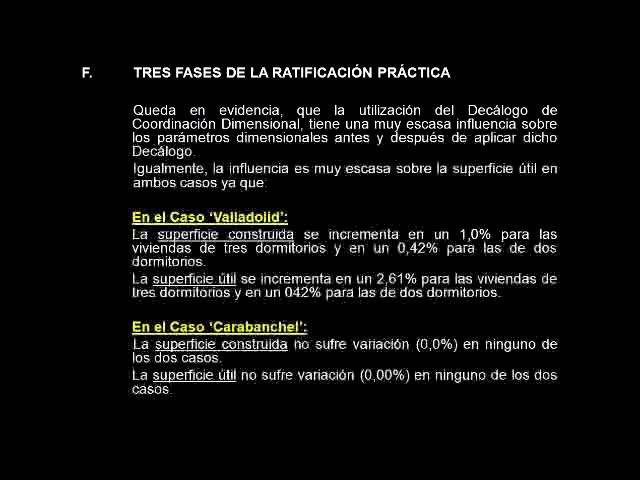 F. TRES FASES DE LA RATIFICACIÓN PRÁCTICA
Queda en evidencia, que la utilización del Decálogo de
Coordinación Dimensional, tiene una muy escasa influencia sobre
los parámetros dimensionales antes y después de aplicar dicho
Decálogo.
Igualmente, la influencia es muy escasa sobre la superficie útil en
ambos casos ya que:
En el Caso ‘Valladolid’:
La superficie construida se incrementa en un 1,0% para las
viviendas de tres dormitorios y en un 0,42% para las de dos
dormitorios.
La superficie útil se incrementa en un 2,61% para las viviendas de
tres dormitorios y en un 042% para las de dos dormitorios.
En el Caso ‘Carabanchel’:
La superficie construida no sufre variación (0,0%) en ninguno de
los dos casos.
La superficie útil no sufre variación (0,00%) en ninguno de los dos
casos.